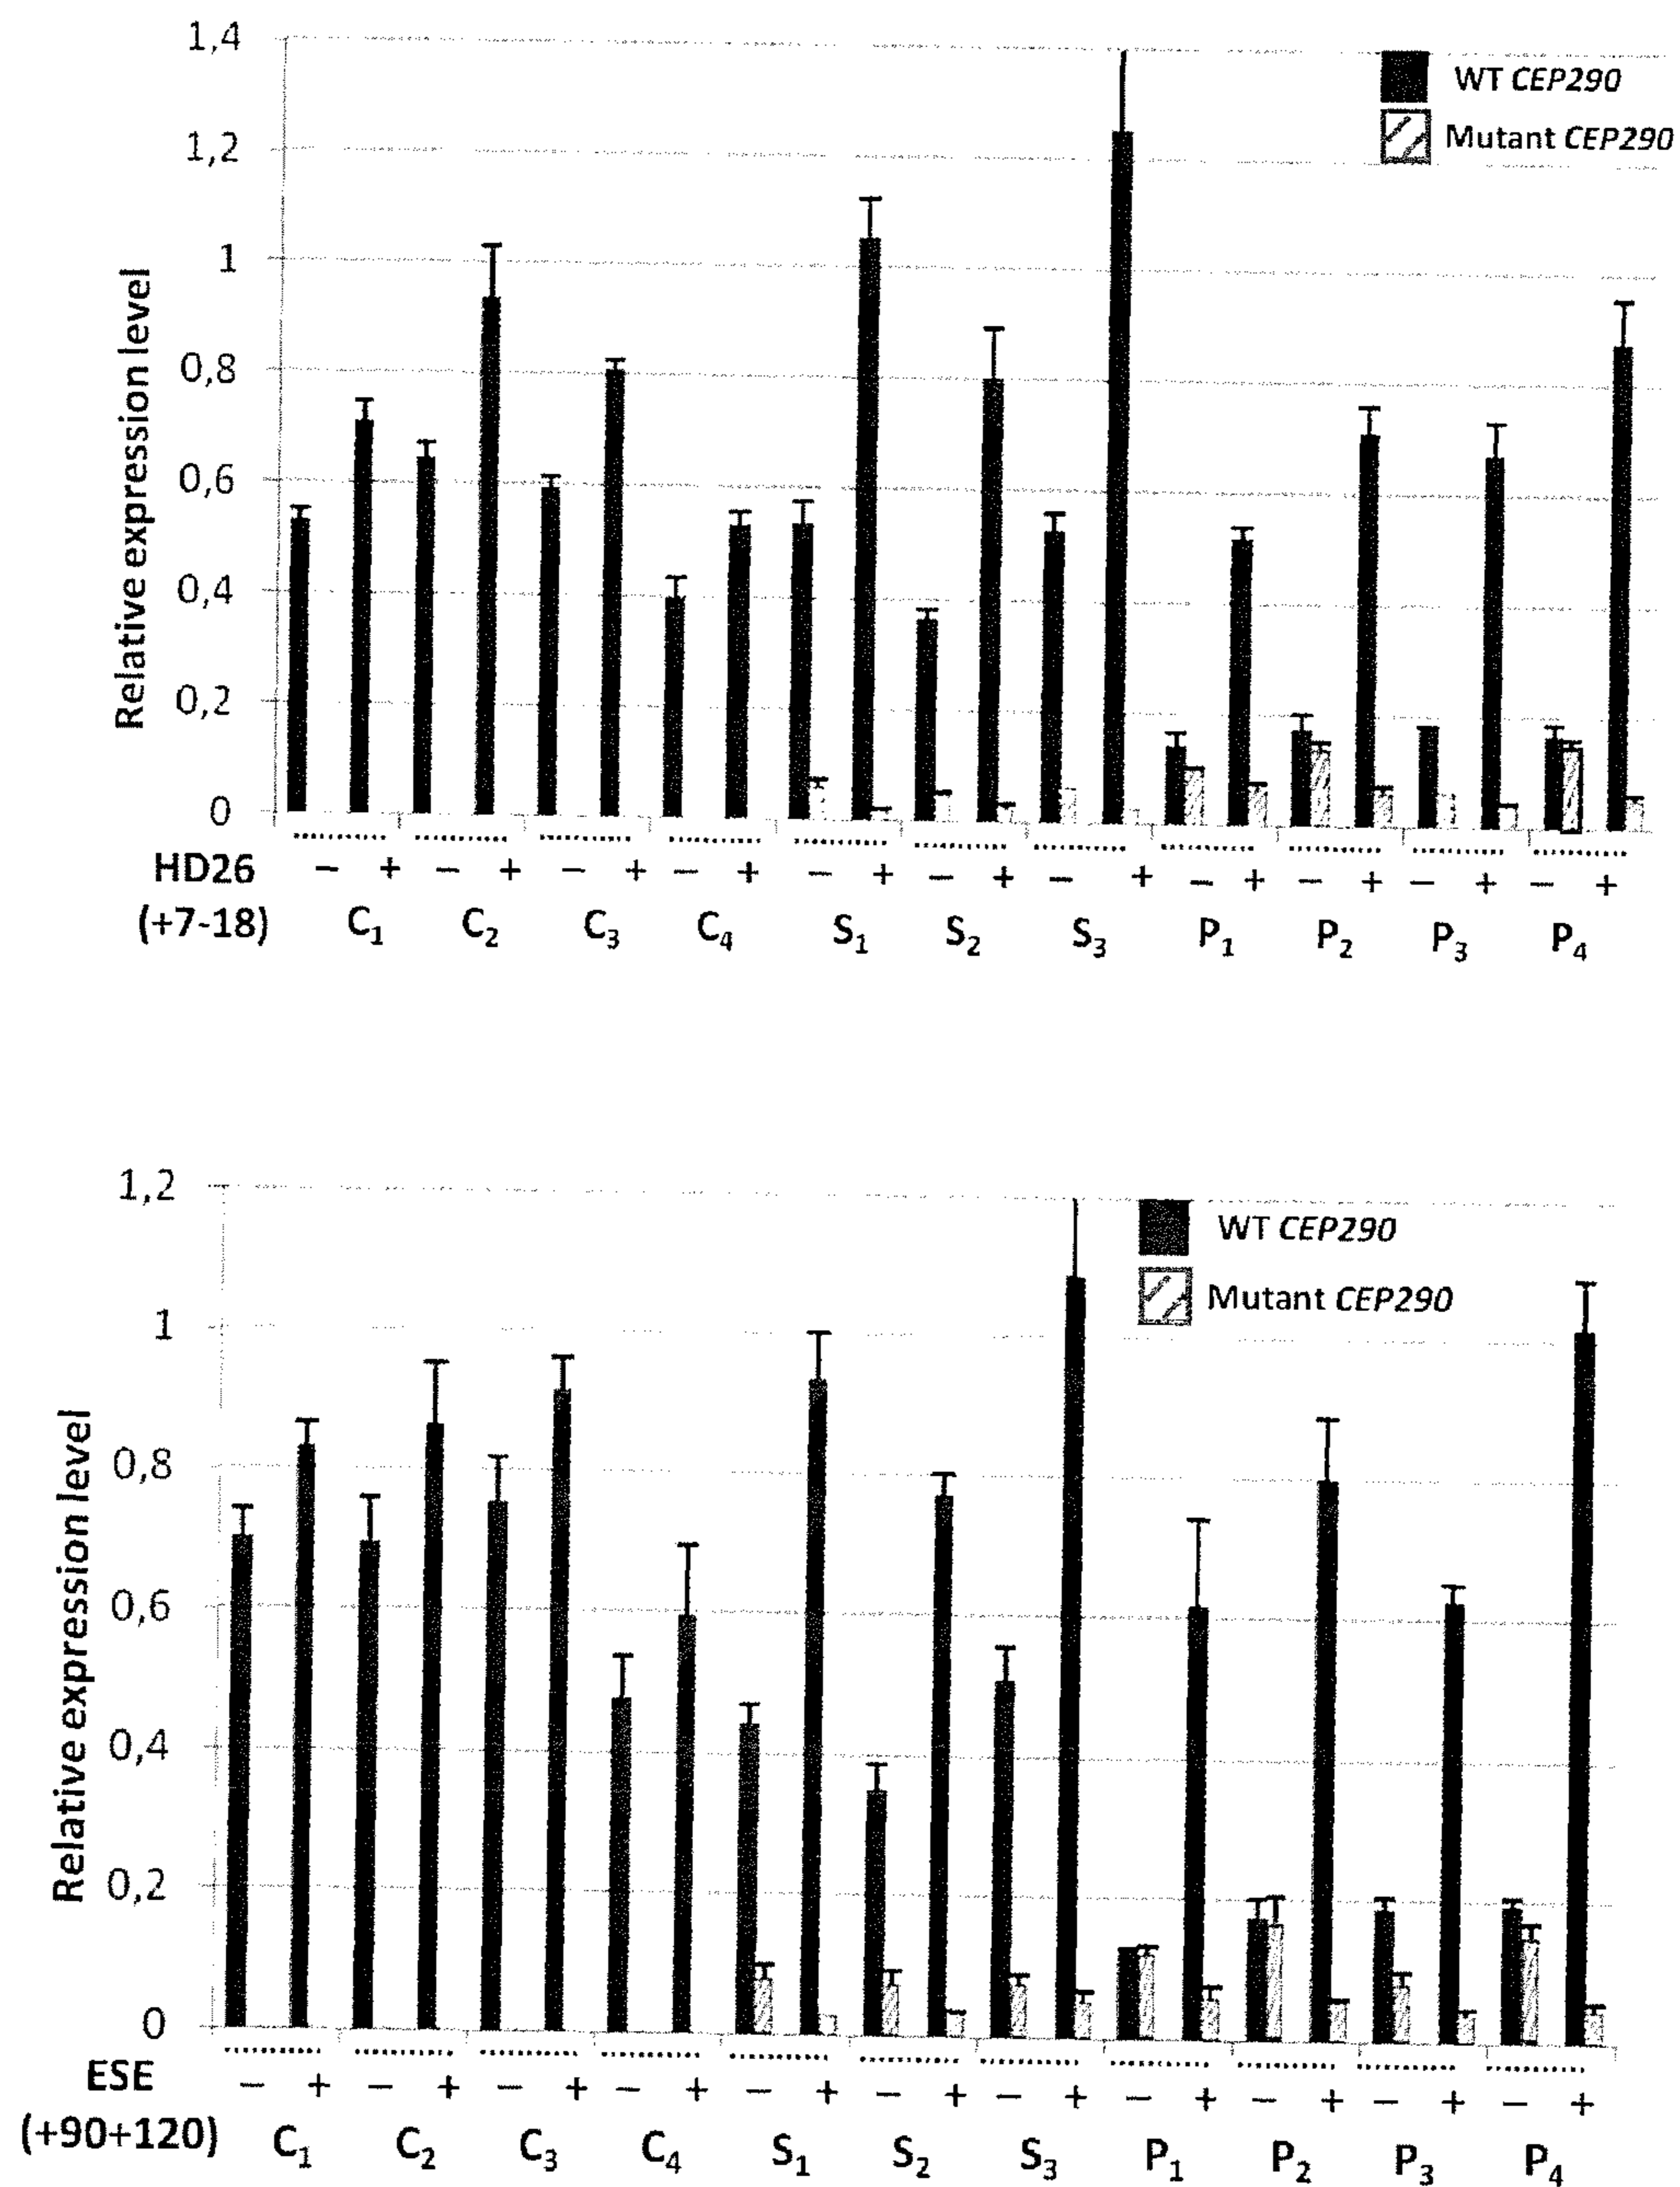 1,4
WT CEP290
Mutant CEP290
1,2
1
0,8
0,6
0,4
0,2
0
Relative expression level
HD26 − + − + − + − + − + − + − + − + − + − + − +
(+7-18) C₁ C₂ C₃ C₄ S₁ S₂ S₃ P₁ P₂ P₃ P₄
1,2
WT CEP290
Mutant CEP290
1
0,8
0,6
0,4
0,2
0
Relative expression level
ESE − + − + − + − + − + − + − + − + − + − + − +
(+90+120) C₁ C₂ C₃ C₄ S₁ S₂ S₃ P₁ P₂ P₃ P₄